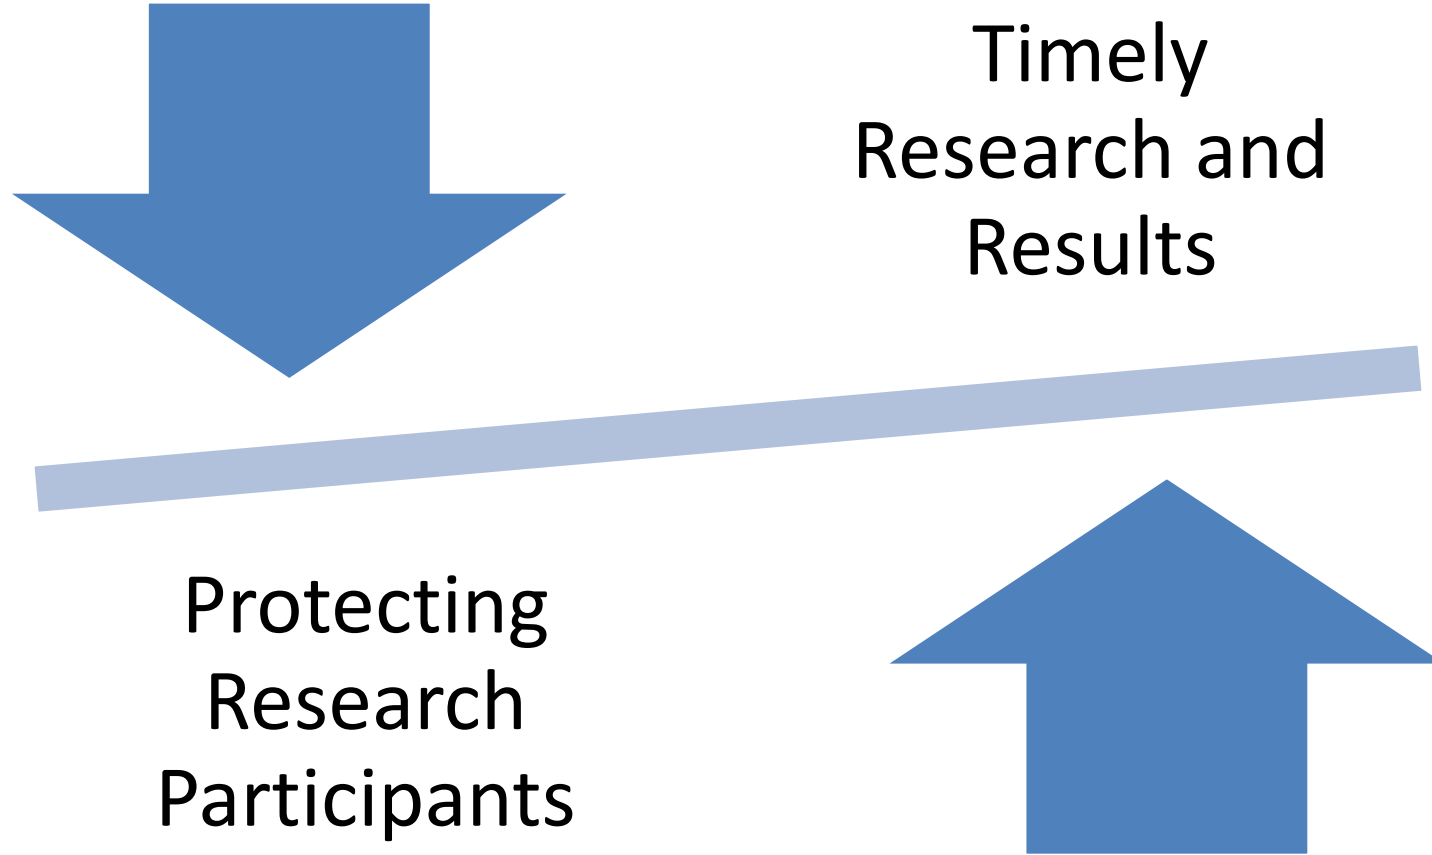 Timely
Research and
Results
Protecting
Research
Participants